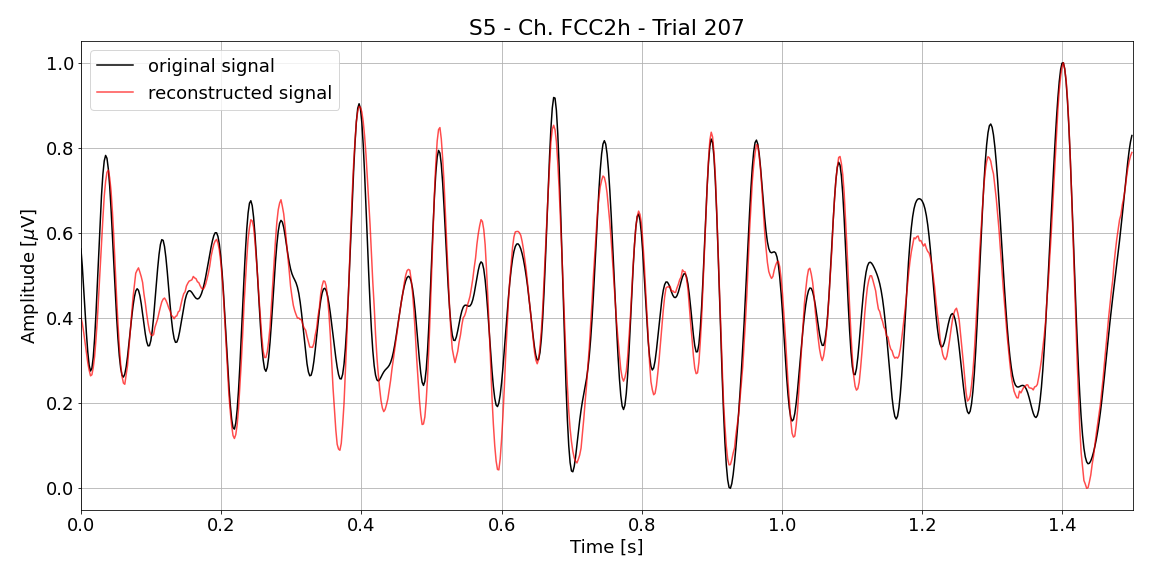 S5 - Ch. FCC2h - Trial 207
original signal
reconstructed signal
Amplitude [μV]
1.0
0.8
0.6
0.4
0.2
0.0
0.0 0.2 0.4 0.6 0.8 1.0 1.2 1.4
Time [s]